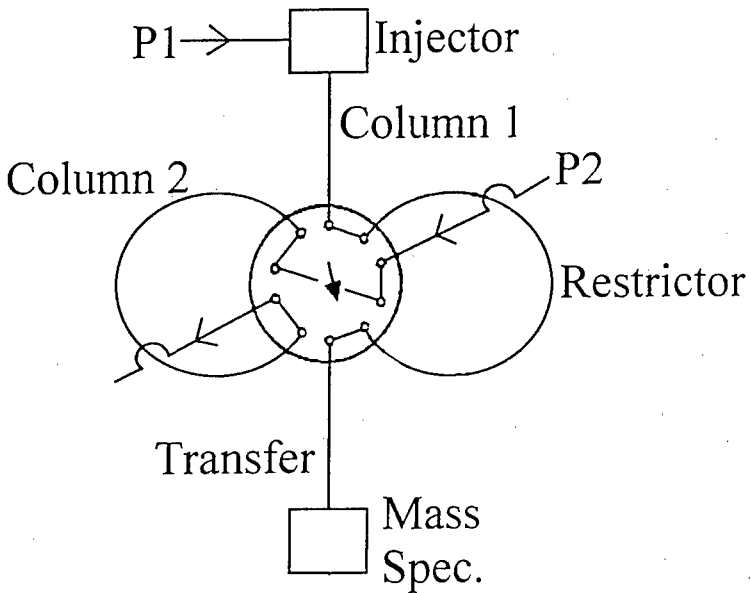 P1
Injector
Column 1
Column 2
P2
Restrictor
Transfer
Mass
Spec.